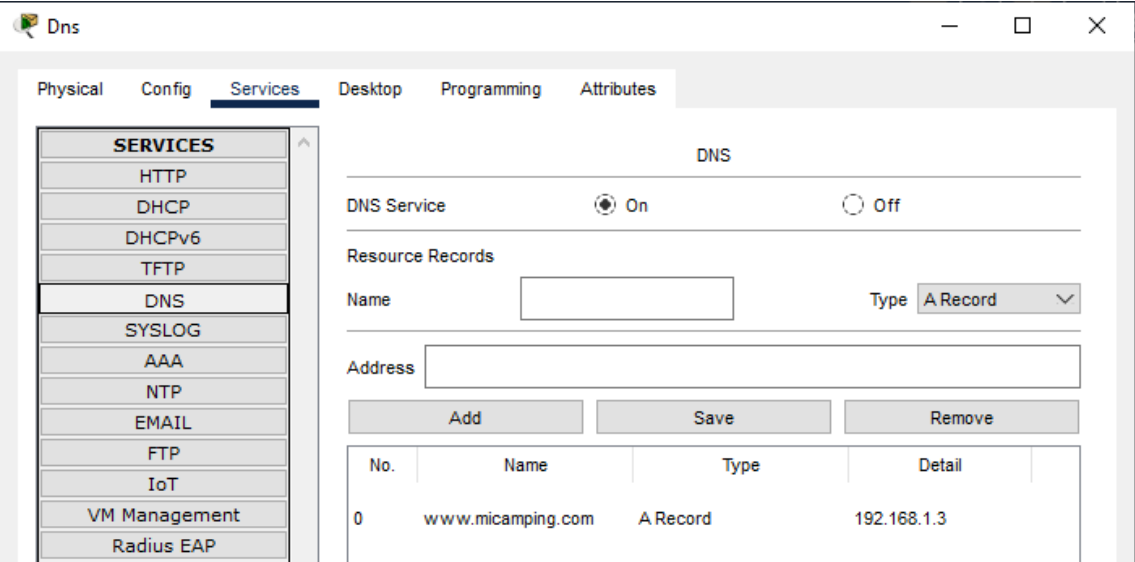 Dns
Physical Config Services Desktop Programming Attributes
SERVICES
HTTP
DHCP
DHCPv6
TFTP
DNS
SYSLOG
AAA
NTP
EMAIL
FTP
IoT
VM Management
Radius EAP
DNS
DNS Service On Off
Resource Records
Name Type A Record
Address
Add Save Remove
No. Name Type Detail
0 www.micamping.com A Record 192.168.1.3